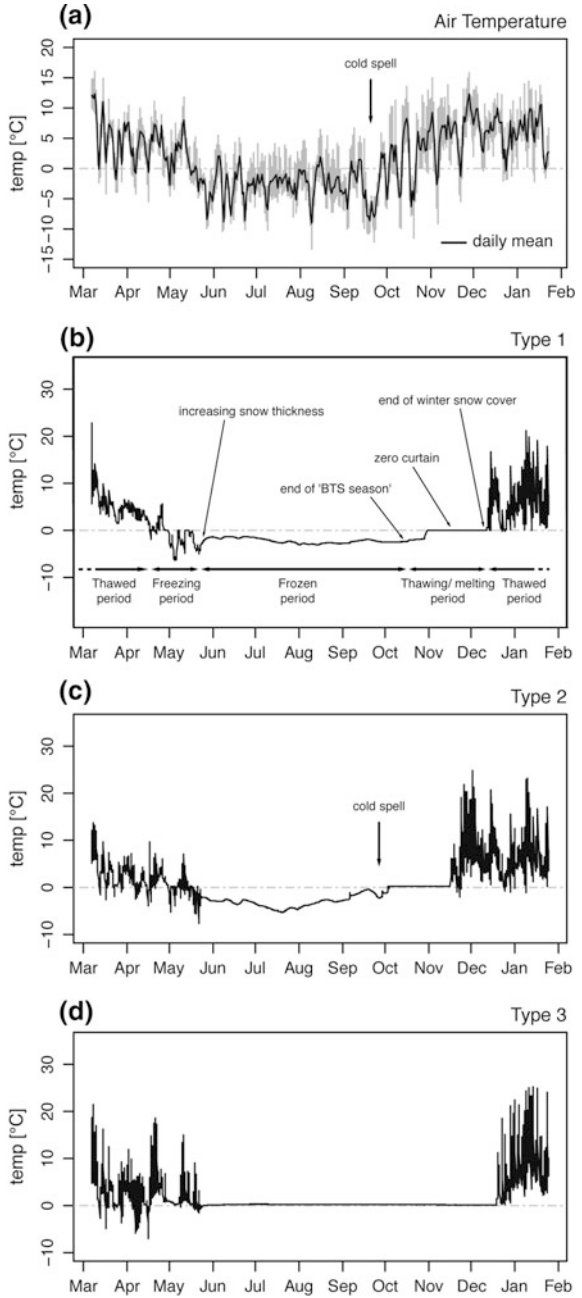 (a) Air Temperature
temp [°C]
20
15
10
5
0
−5
−10
−15
cold spell
daily mean
Mar Apr May Jun Jul Aug Sep Oct Nov Dec Jan Feb
(b) Type 1
temp [°C]
30
20
10
0
−10
increasing snow thickness
end of winter snow cover
zero curtain
end of 'BTS season'
Thawed period
Freezing period
Frozen period
Thawing/ melting period
Thawed period
Mar Apr May Jun Jul Aug Sep Oct Nov Dec Jan Feb
(c) Type 2
temp [°C]
30
20
10
0
−10
cold spell
Mar Apr May Jun Jul Aug Sep Oct Nov Dec Jan Feb
(d) Type 3
temp [°C]
30
20
10
0
−10
Mar Apr May Jun Jul Aug Sep Oct Nov Dec Jan Feb